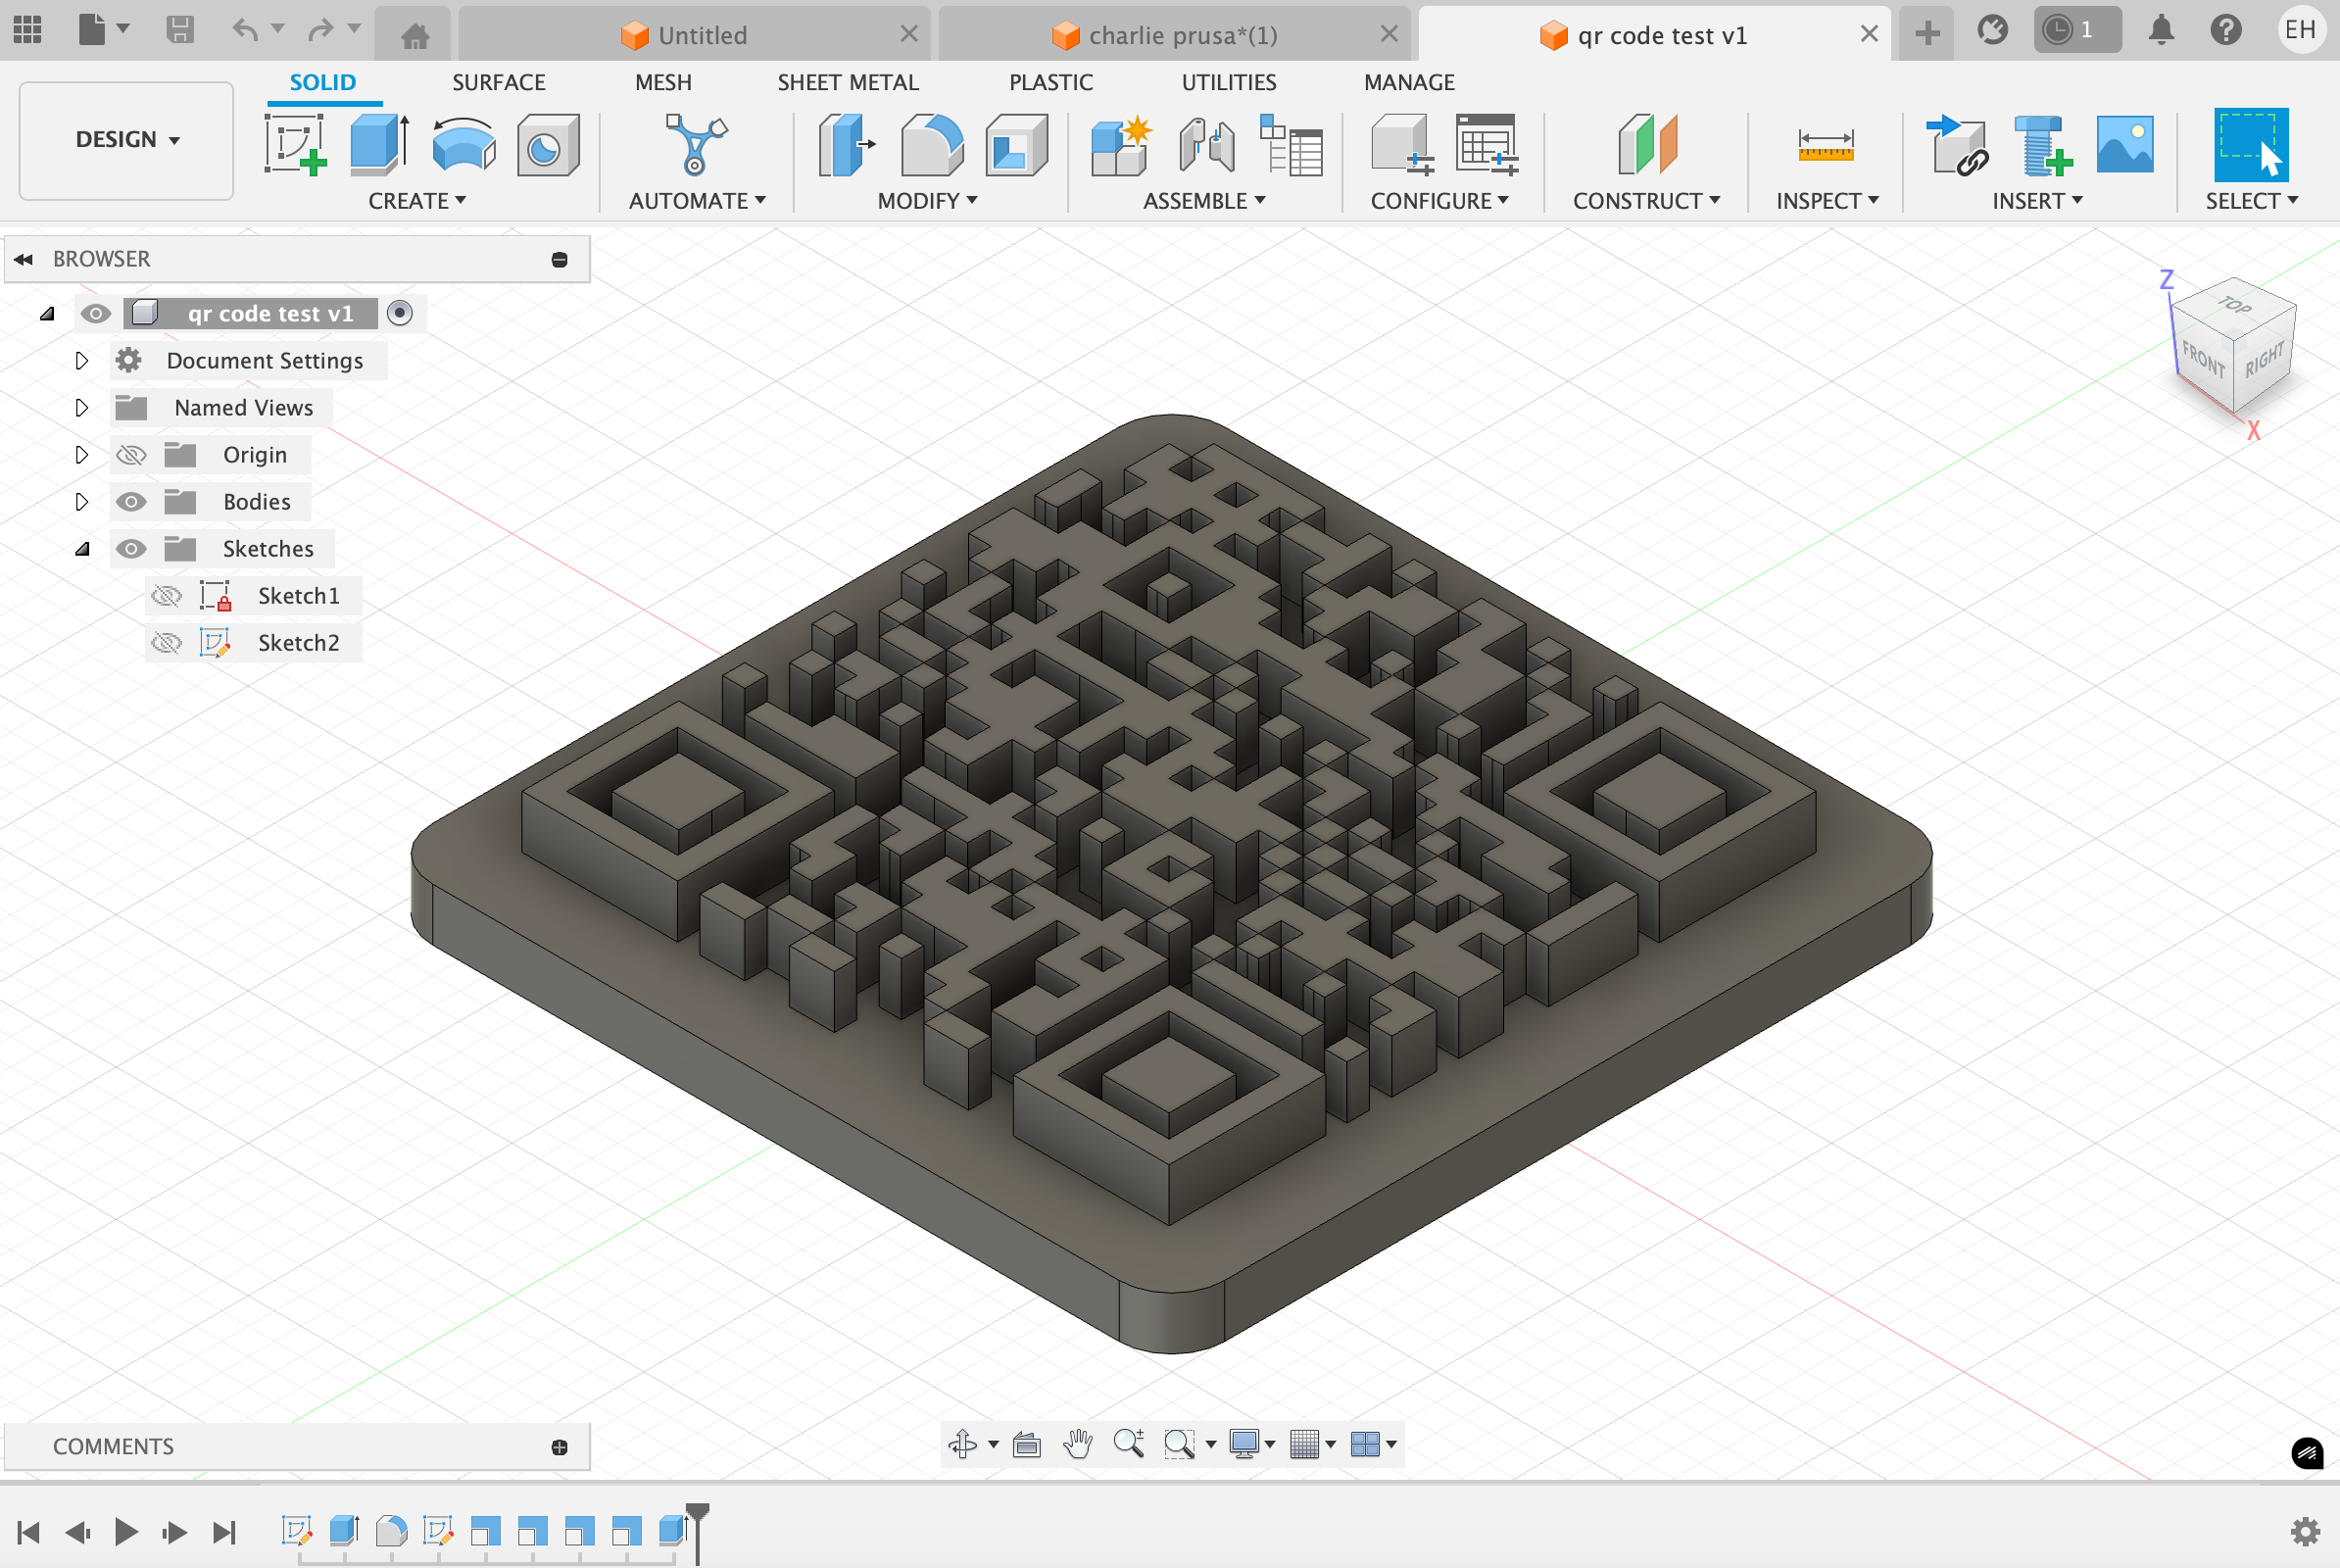 Untitled
charlie prusa*(1)
qr code test v1
1
EH
SOLID
SURFACE
MESH
SHEET METAL
PLASTIC
UTILITIES
MANAGE
DESIGN
CREATE
AUTOMATE
MODIFY
ASSEMBLE
CONFIGURE
CONSTRUCT
INSPECT
INSERT
SELECT
BROWSER
qr code test v1
Document Settings
Named Views
Origin
Bodies
Sketches
Sketch1
Sketch2
Z
TOP
FRONT
RIGHT
X
COMMENTS